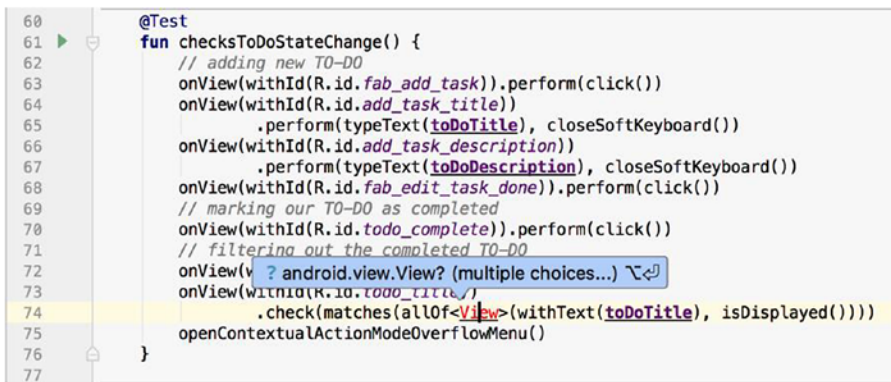 60 @Test
61 fun checksToDoStateChange() {
62 // adding new TO-DO
63 onView(withId(R.id.fab_add_task)).perform(click())
64 onView(withId(R.id.add_task_title))
65 .perform(typeText(toDoTitle), closeSoftKeyboard())
66 onView(withId(R.id.add_task_description))
67 .perform(typeText(toDoDescription), closeSoftKeyboard())
68 onView(withId(R.id.fab_edit_task_done)).perform(click())
69 // marking our TO-DO as completed
70 onView(withId(R.id.todo_complete)).perform(click())
71 // filtering out the completed TO-DO
72 onView(
? android.view.View? (multiple choices...) ⌥⏎
73 onView(withId(R.id.todo_title))
74 .check(matches(allOf<View>(withText(toDoTitle), isDisplayed())))
75 openContextualActionModeOverflowMenu()
76 }
77